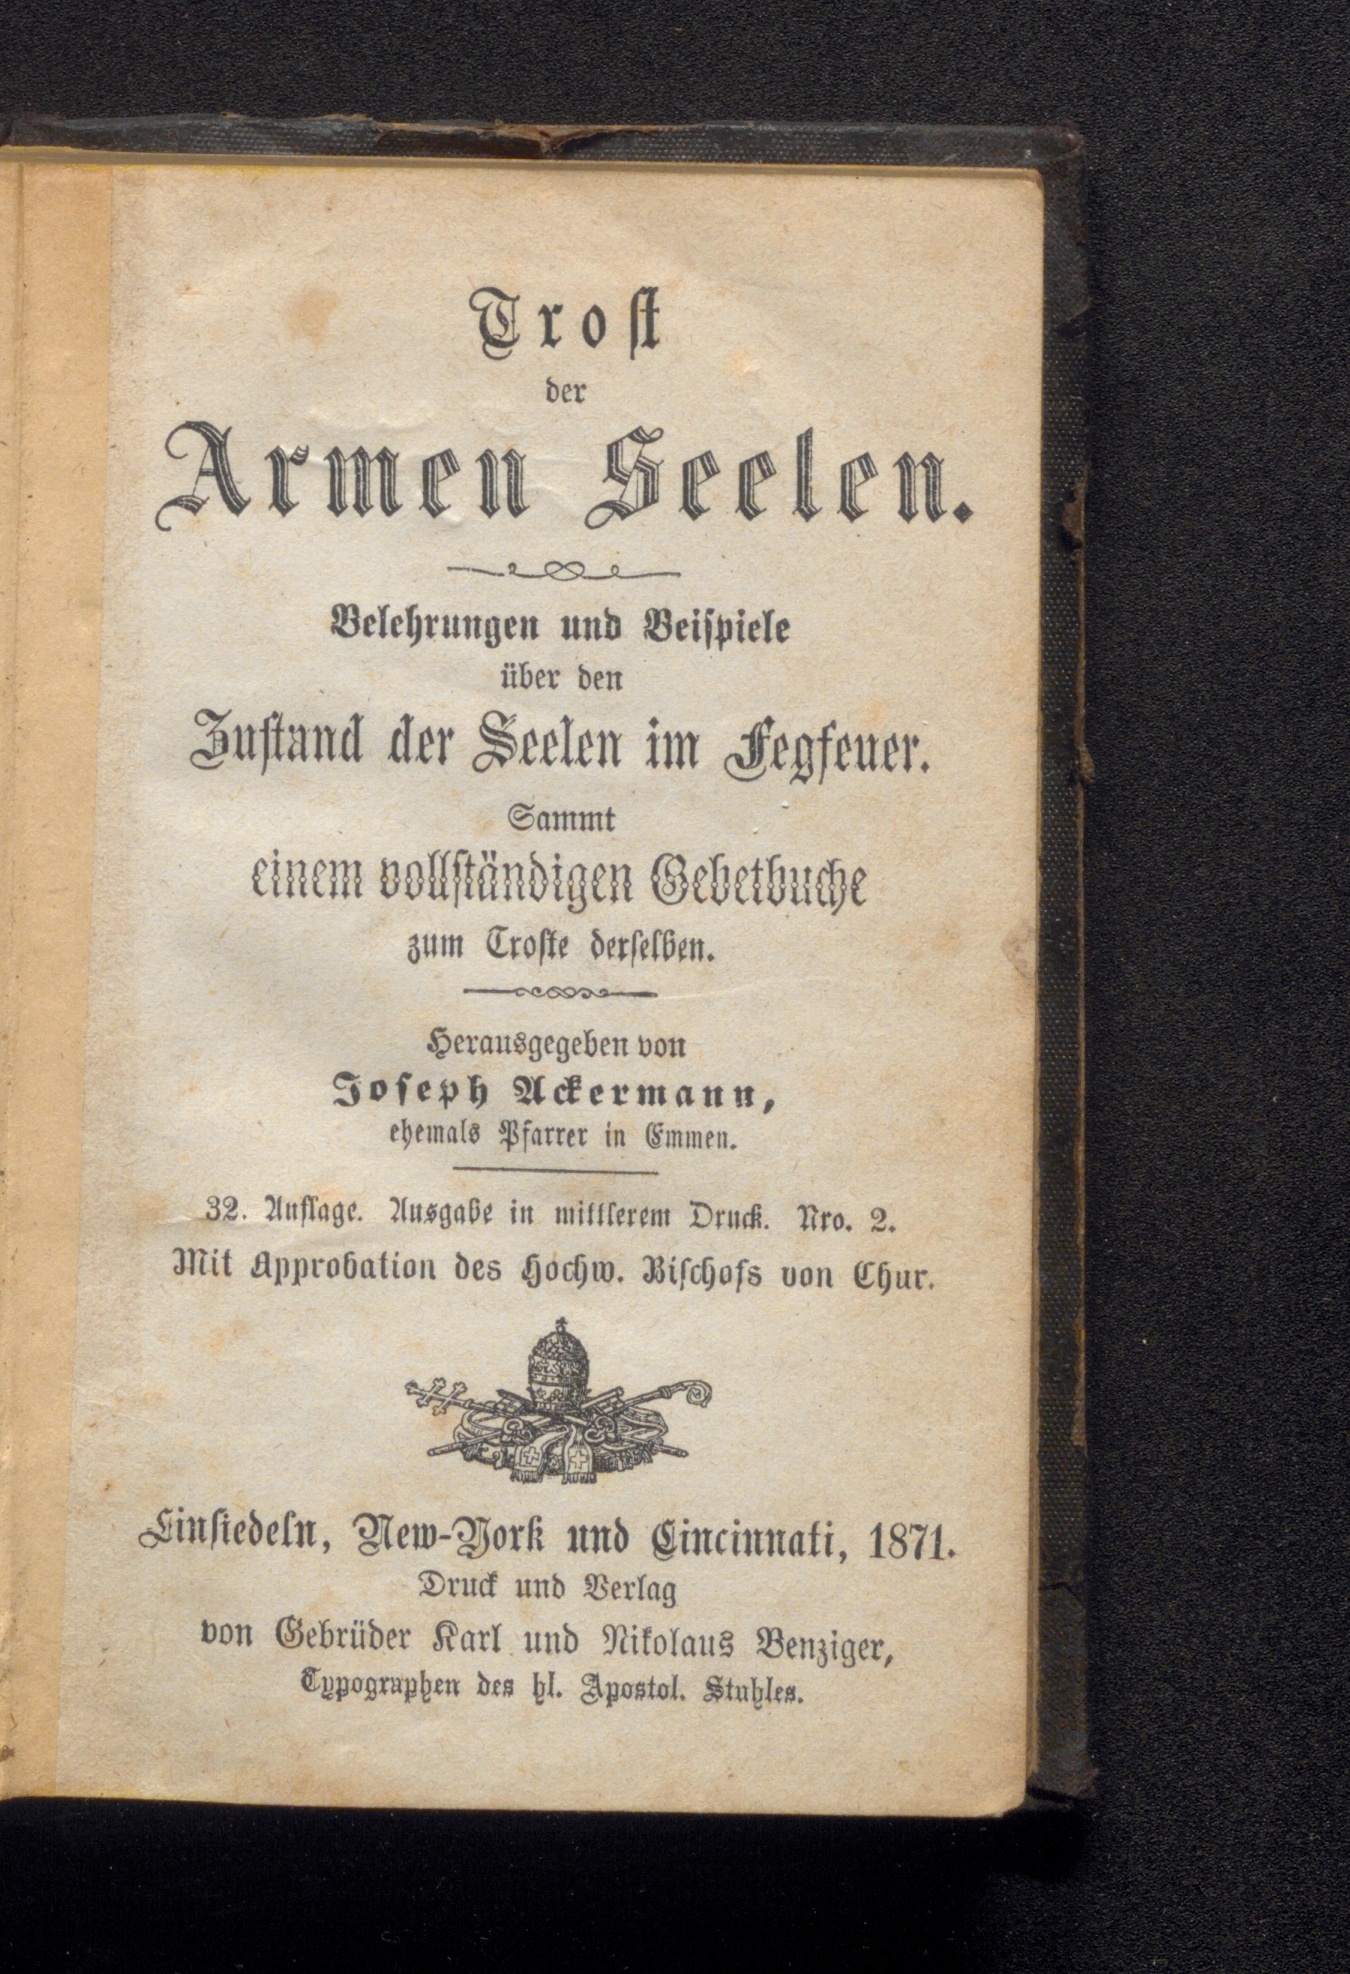 Trost
der
Armen Seelen.
Belehrungen und Beispiele
über den
Zustand der Seelen im Fegfeuer.
Sammt
einem vollständigen Gebetbuche
zum Troste derselben.
Herausgegeben von
Joseph Ackermann,
ehemals Pfarrer in Emmen.
32. Auflage. Ausgabe in mittlerem Druck. Nro. 2.
Mit Approbation des Hochw. Bischofs von Chur.
Einsiedeln, New-York und Cincinnati, 1871.
Druck und Verlag
von Gebrüder Karl und Nikolaus Benziger,
Typographen des hl. Apostol. Stuhles.